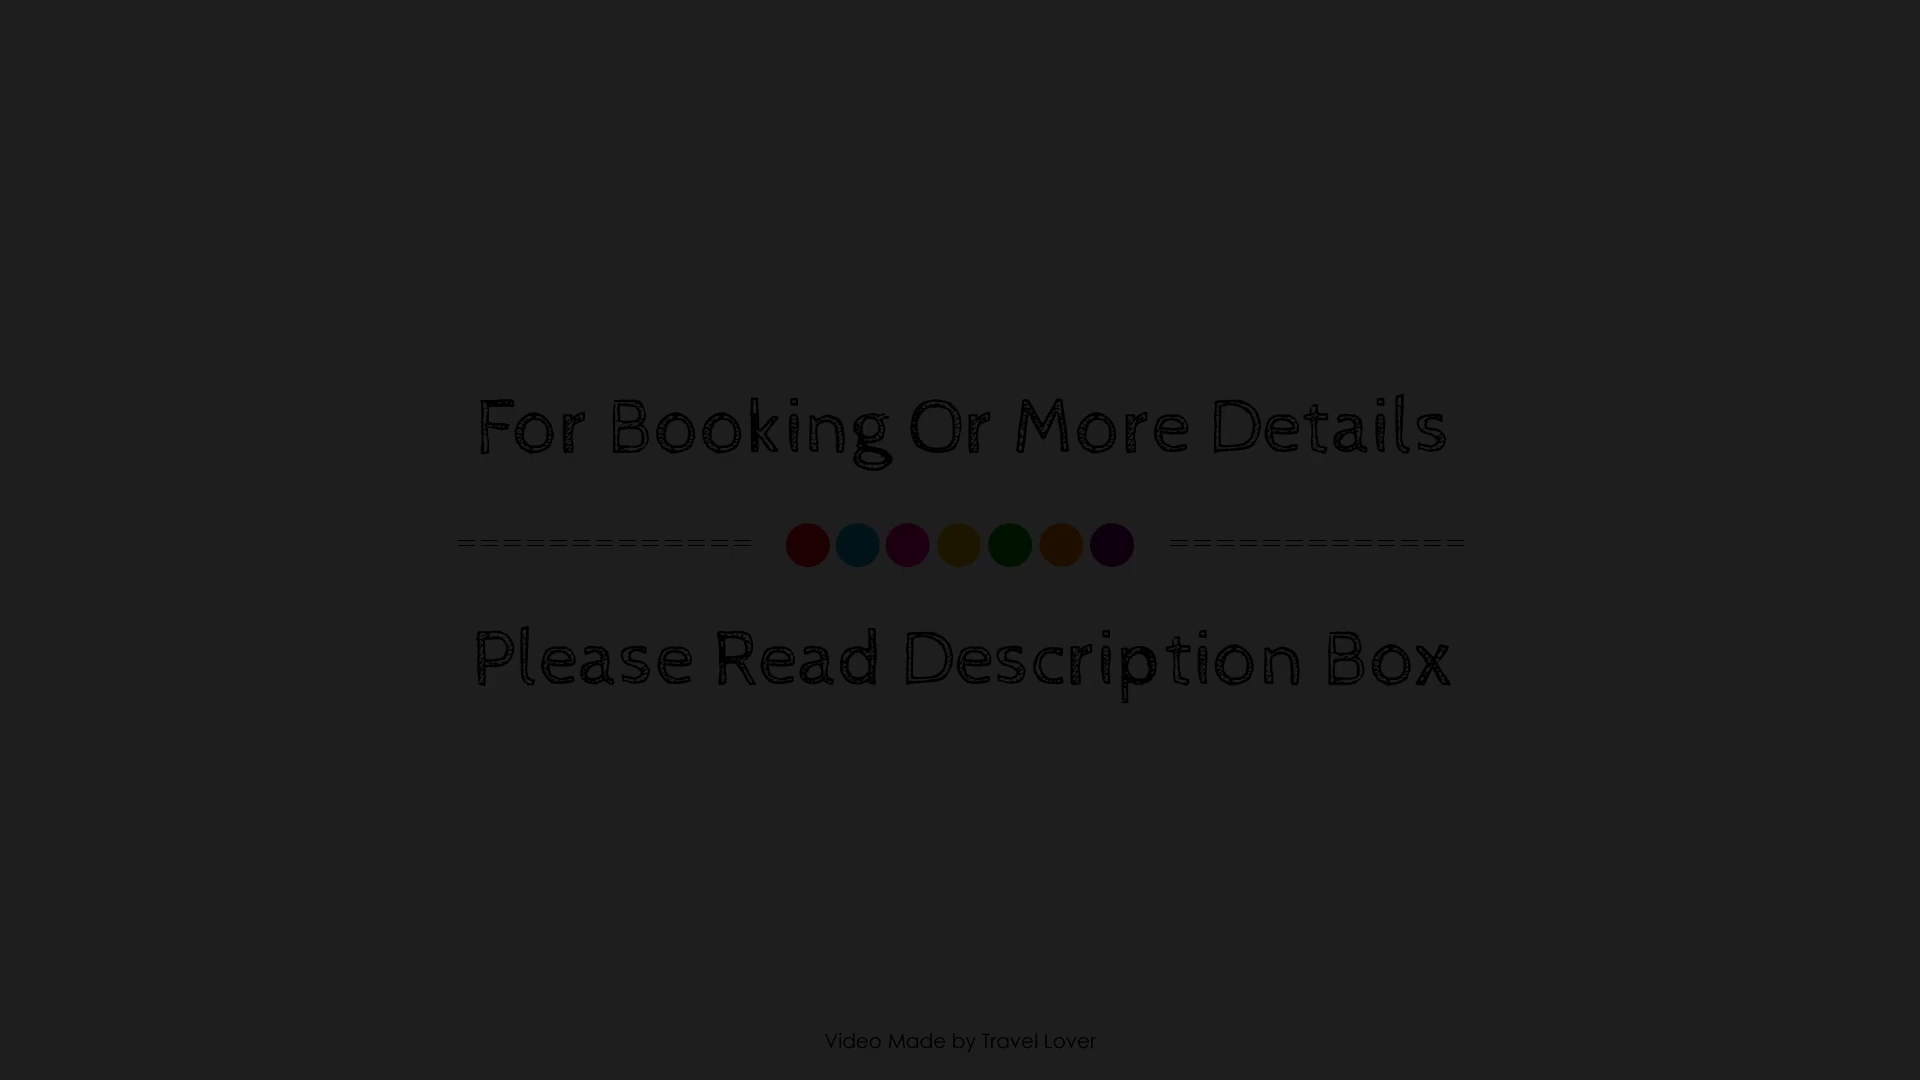 For Booking Or More Details
============= =============
Please Read Description Box
Video Made by Travel Lover